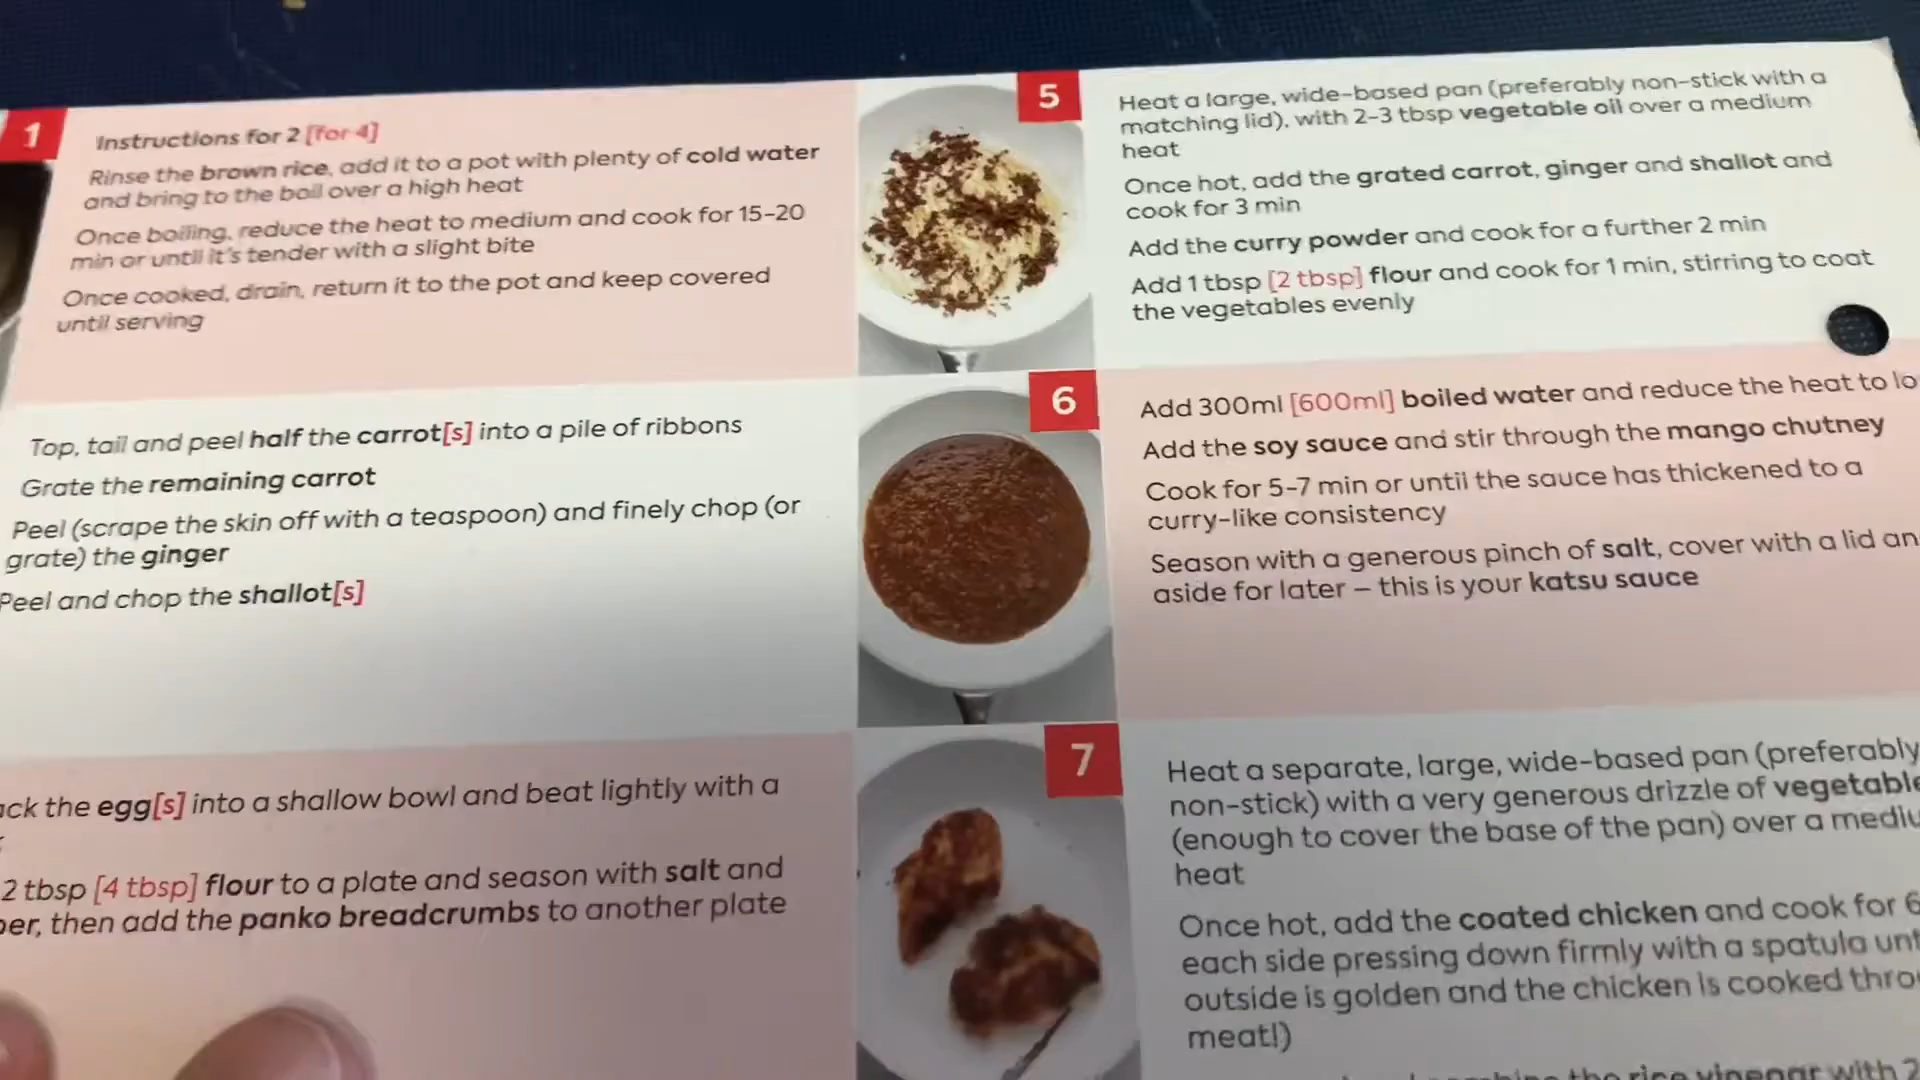 1
Instructions for 2 [for 4]
Rinse the brown rice, add it to a pot with plenty of cold water
and bring to the boil over a high heat
Once boiling, reduce the heat to medium and cook for 15-20
min or until it's tender with a slight bite
Once cooked, drain, return it to the pot and keep covered
until serving
Top, tail and peel half the carrot[s] into a pile of ribbons
Grate the remaining carrot
Peel (scrape the skin off with a teaspoon) and finely chop (or
grate) the ginger
Peel and chop the shallot[s]
the egg[s] into a shallow bowl and beat lightly with a
2 tbsp [4 tbsp] flour to a plate and season with salt and
then add the panko breadcrumbs to another plate
5
Heat a large, wide-based pan (preferably non-stick with a
matching lid), with 2-3 tbsp vegetable oil over a medium
heat
Once hot, add the grated carrot, ginger and shallot and
cook for 3 min
Add the curry powder and cook for a further 2 min
Add 1 tbsp [2 tbsp] flour and cook for 1 min, stirring to coat
the vegetables evenly
6
Add 300ml [600ml] boiled water and reduce the heat to lo
Add the soy sauce and stir through the mango chutney
Cook for 5-7 min or until the sauce has thickened to a
curry-like consistency
Season with a generous pinch of salt, cover with a lid an
aside for later – this is your katsu sauce
7
Heat a separate, large, wide-based pan (preferably
non-stick) with a very generous drizzle of vegetable
(enough to cover the base of the pan) over a mediu
heat
Once hot, add the coated chicken and cook for 6
each side pressing down firmly with a spatula unt
outside is golden and the chicken is cooked thro
meat!)
the rice vinegar with 2